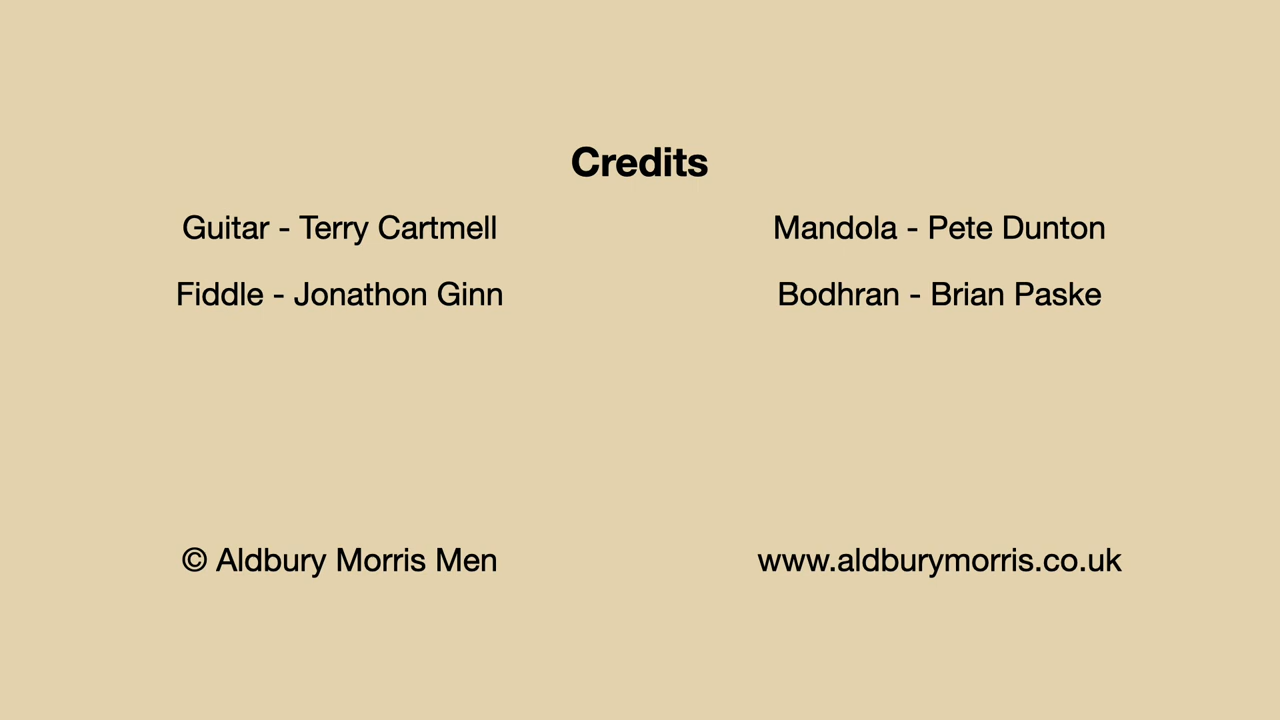 Credits
Guitar - Terry Cartmell
Mandola - Pete Dunton
Fiddle - Jonathon Ginn
Bodhran - Brian Paske
© Aldbury Morris Men
www.aldburymorris.co.uk